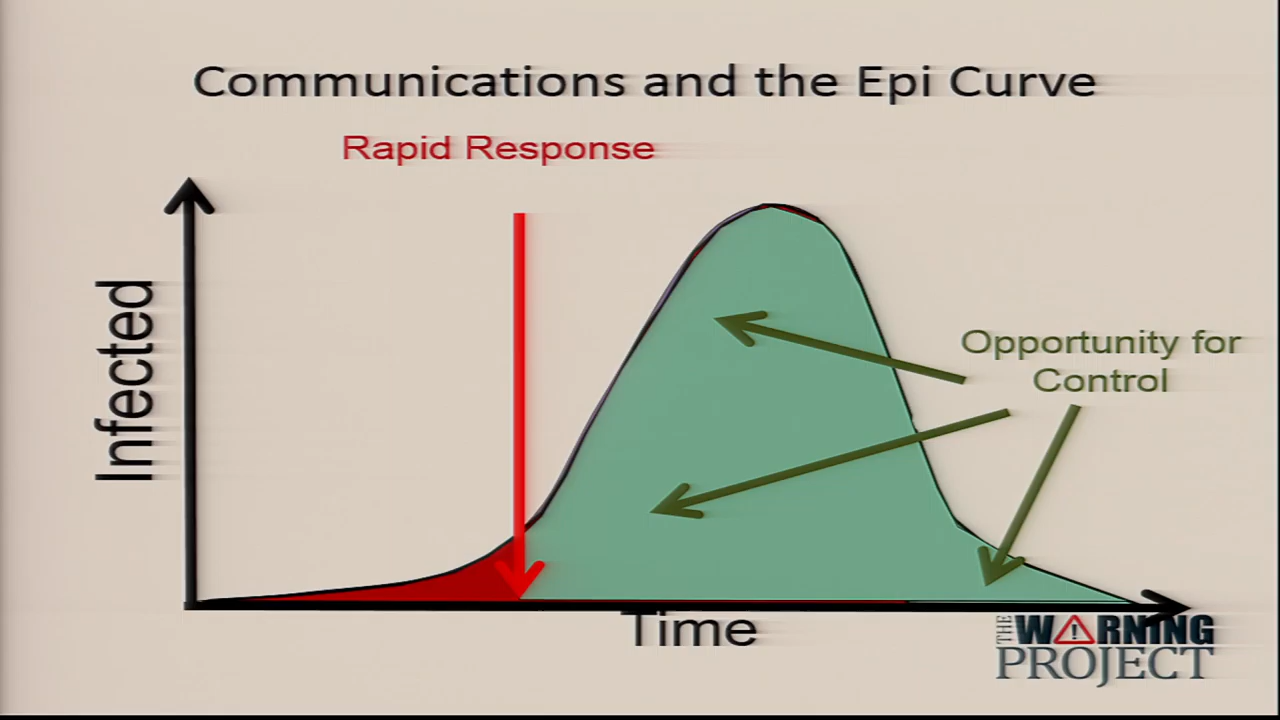 Communications and the Epi Curve
Rapid Response
Infected
Opportunity for
Control
Time
THE WARNING
PROJECT